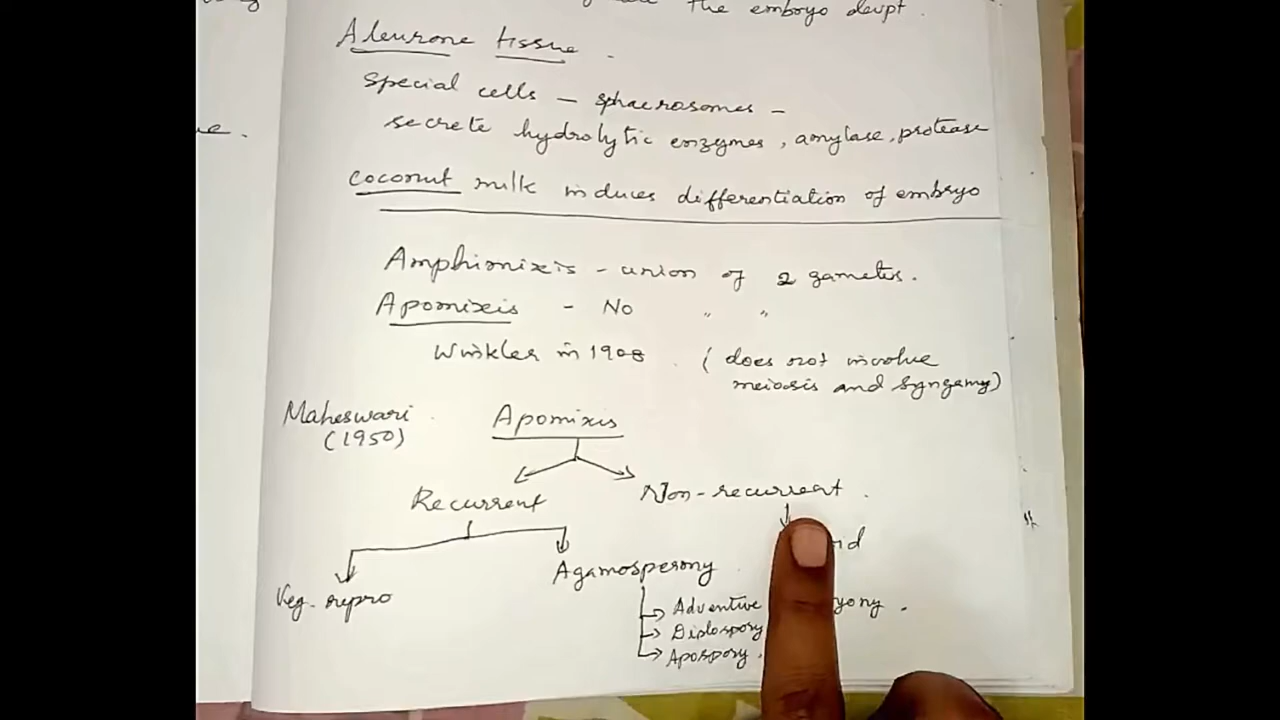 the embryo devpt.
Aleurone tissue.
special cells - sphaerosomes -
secrete hydrolytic enzymes, amylase, protease
coconut milk induces differentiation of embryo
Amphimixis - union of 2 gametes.
Apomixis - No " "
Winkler in 1908 (does not involve
meiosis and syngamy)
Maheswari
(1950)
Apomixis
Recurrent
Non-recurrent.
Agamospermy
Veg. repro
Adventive
Diplospory
Apospory.